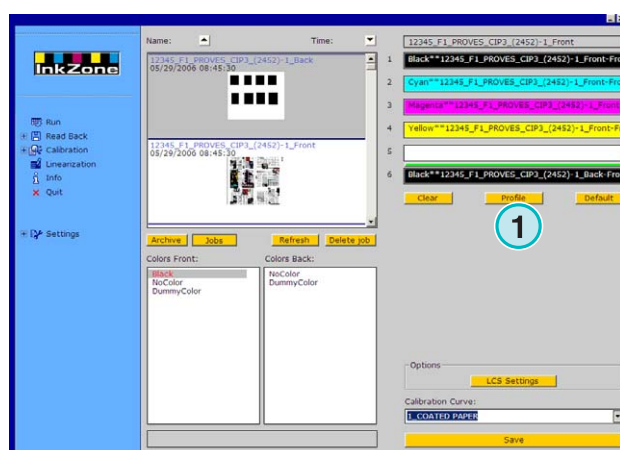 InkZone
Run
Read Back
Calibration
Linearization
Info
Quit
Settings
Name:
Time:
12345_F1_PROVES_CIP3_(2452)-1_Back
05/29/2006 08:45:30
12345_F1_PROVES_CIP3_(2452)-1_Front
05/29/2006 08:45:30
Archive
Jobs
Refresh
Delete job
Colors Front:
Black
NoColor
DummyColor
Colors Back:
NoColor
DummyColor
12345_F1_PROVES_CIP3_(2452)-1_Front
1 Black**12345_F1_PROVES_CIP3_(2452)-1_Front-Fro
2 Cyan**12345_F1_PROVES_CIP3_(2452)-1_Front-Fro
3 Magenta**12345_F1_PROVES_CIP3_(2452)-1_Front
4 Yellow**12345_F1_PROVES_CIP3_(2452)-1_Front-Fr
5
6 Black**12345_F1_PROVES_CIP3_(2452)-1_Back-Fron
Clear
Profile
Default
1
Options
LCS Settings
Calibration Curve:
1_COATED PAPER
Save